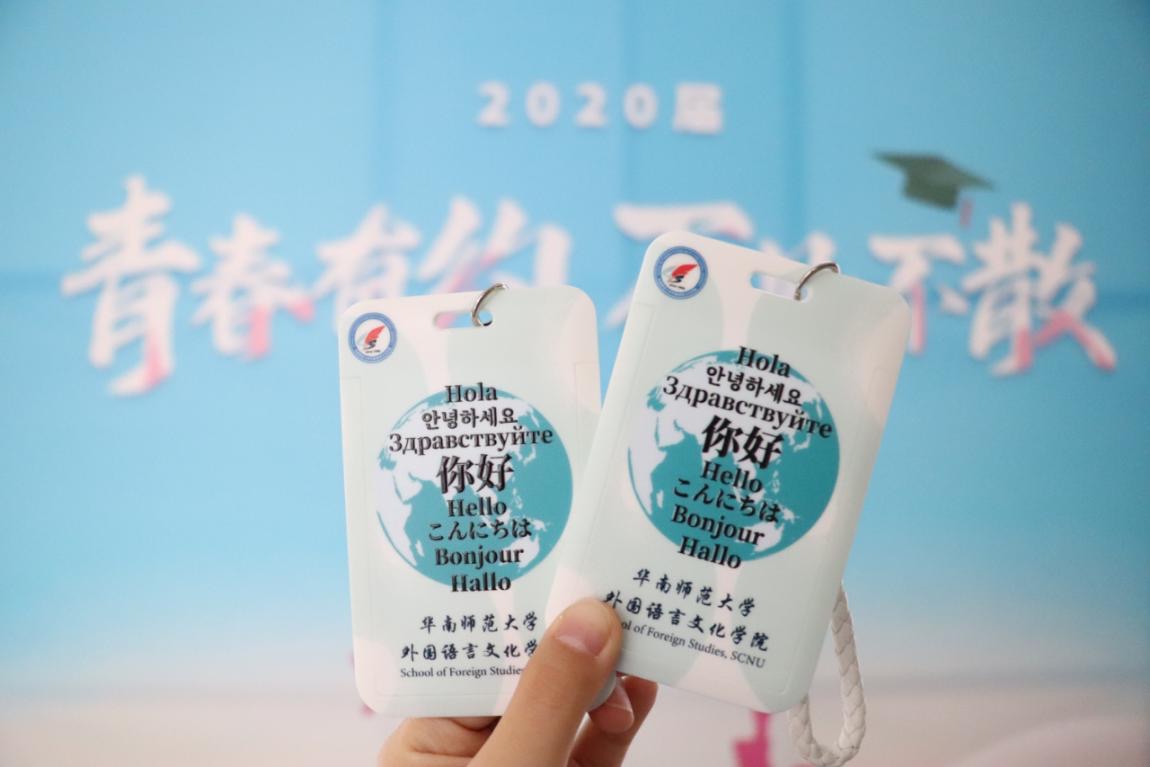 2020届
青春有约 不散
Hola
안녕하세요
Здравствуйте
你好
Hello
こんにちは
Bonjour
Hallo
华南师范大学
外国语言文化学
School of Foreign Studies
Hola
안녕하세요
Здравствуйте
你好
Hello
こんにちは
Bonjour
Hallo
华南师范大学
外国语言文化学院
of Foreign Studies, SCNU